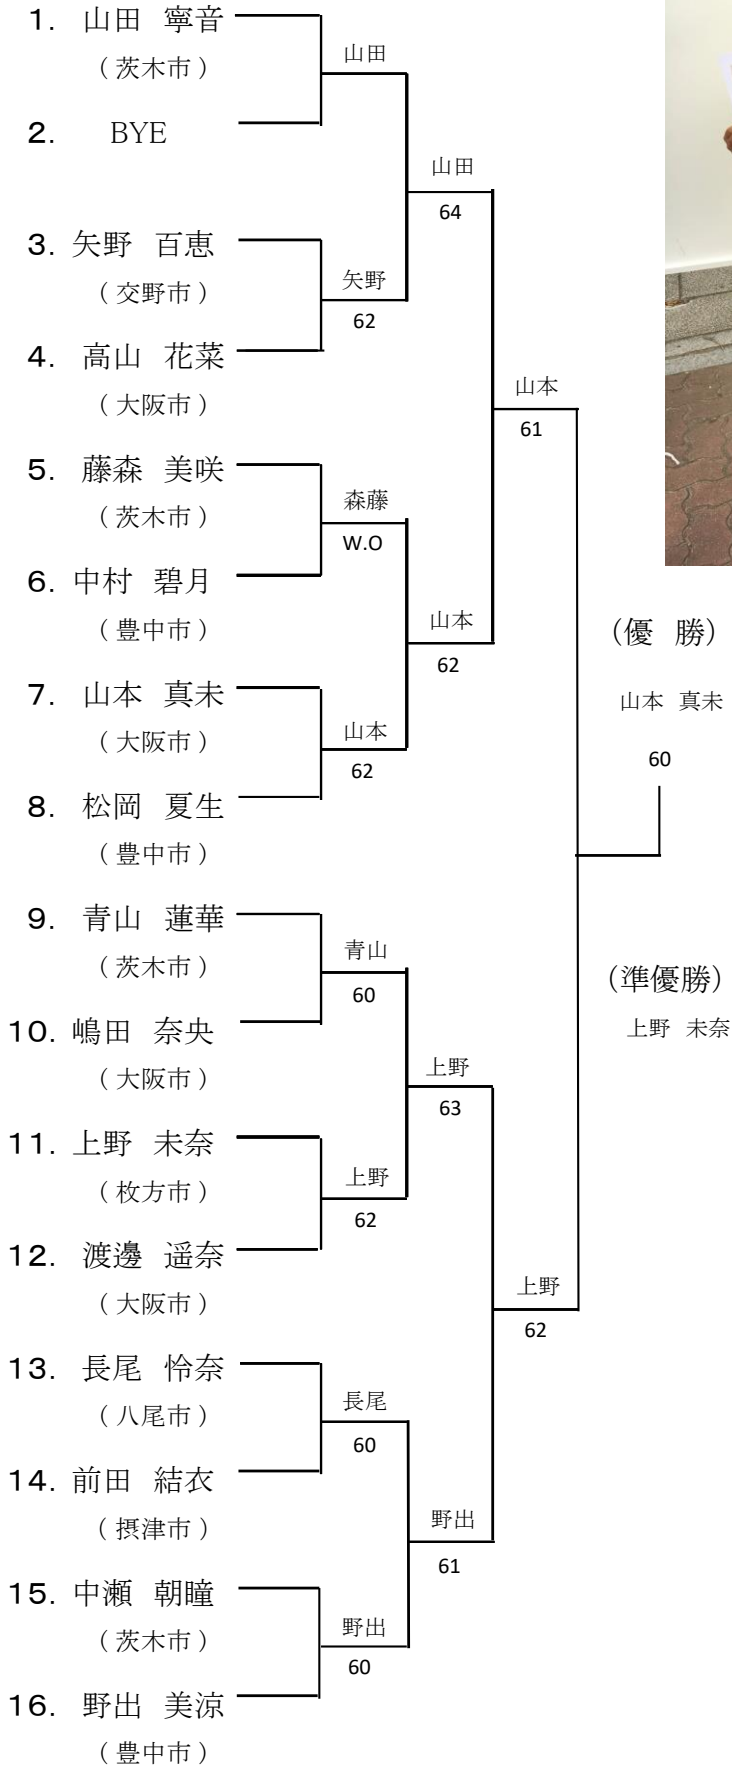 1. 山田 寧音
（茨木市）
2. BYE
3. 矢野 百恵
（交野市）
4. 高山 花菜
（大阪市）
5. 藤森 美咲
（茨木市）
6. 中村 碧月
（豊中市）
7. 山本 真未
（大阪市）
8. 松岡 夏生
（豊中市）
9. 青山 蓮華
（茨木市）
10. 嶋田 奈央
（大阪市）
11. 上野 未奈
（枚方市）
12. 渡邊 遥奈
（大阪市）
13. 長尾 怜奈
（八尾市）
14. 前田 結衣
（摂津市）
15. 中瀬 朝瞳
（茨木市）
16. 野出 美涼
（豊中市）
山田
矢野
62
森藤
W.O
山本
62
青山
60
上野
62
長尾
60
野出
60
山田
64
山本
62
上野
63
野出
61
山本
61
上野
62
（優 勝）
山本 真未
60
（準優勝）
上野 未奈